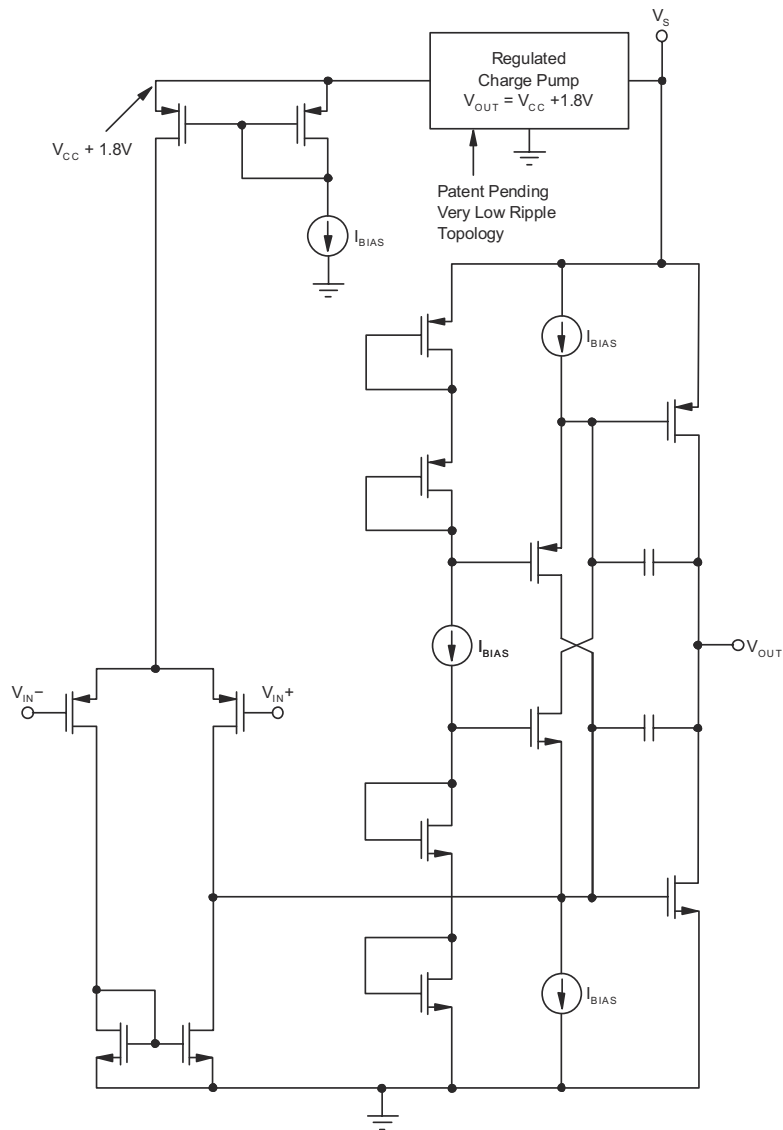 V_S
Regulated
Charge Pump
V_OUT = V_CC +1.8V
V_CC + 1.8V
Patent Pending
Very Low Ripple
Topology
I_BIAS
I_BIAS
I_BIAS
V_OUT
V_IN−
V_IN+
I_BIAS